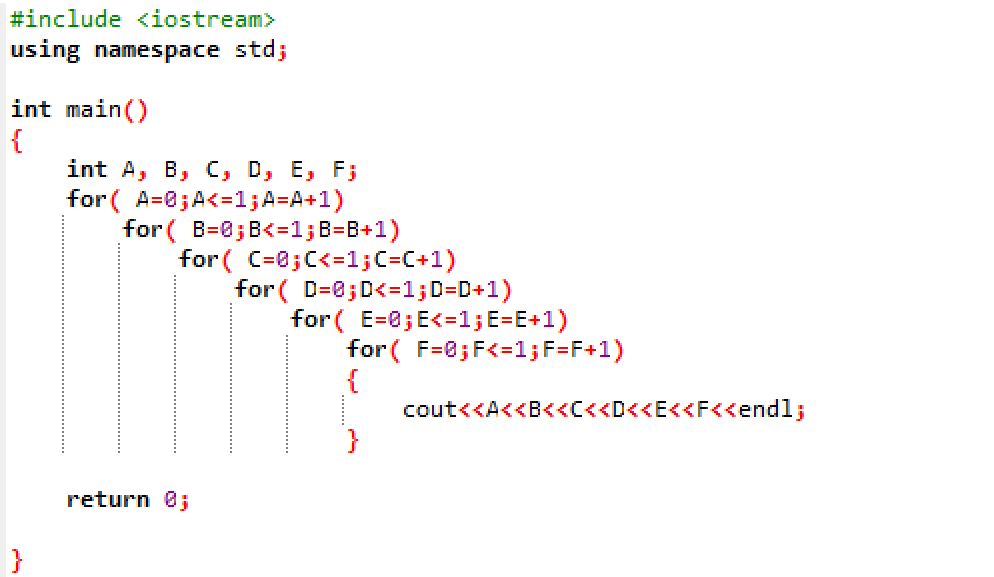 #include <iostream>
using namespace std;
int main()
{
int A, B, C, D, E, F;
for( A=0;A<=1;A=A+1)
for( B=0;B<=1;B=B+1)
for( C=0;C<=1;C=C+1)
for( D=0;D<=1;D=D+1)
for( E=0;E<=1;E=E+1)
for( F=0;F<=1;F=F+1)
{
cout<<A<<B<<C<<D<<E<<F<<endl;
}
return 0;
}